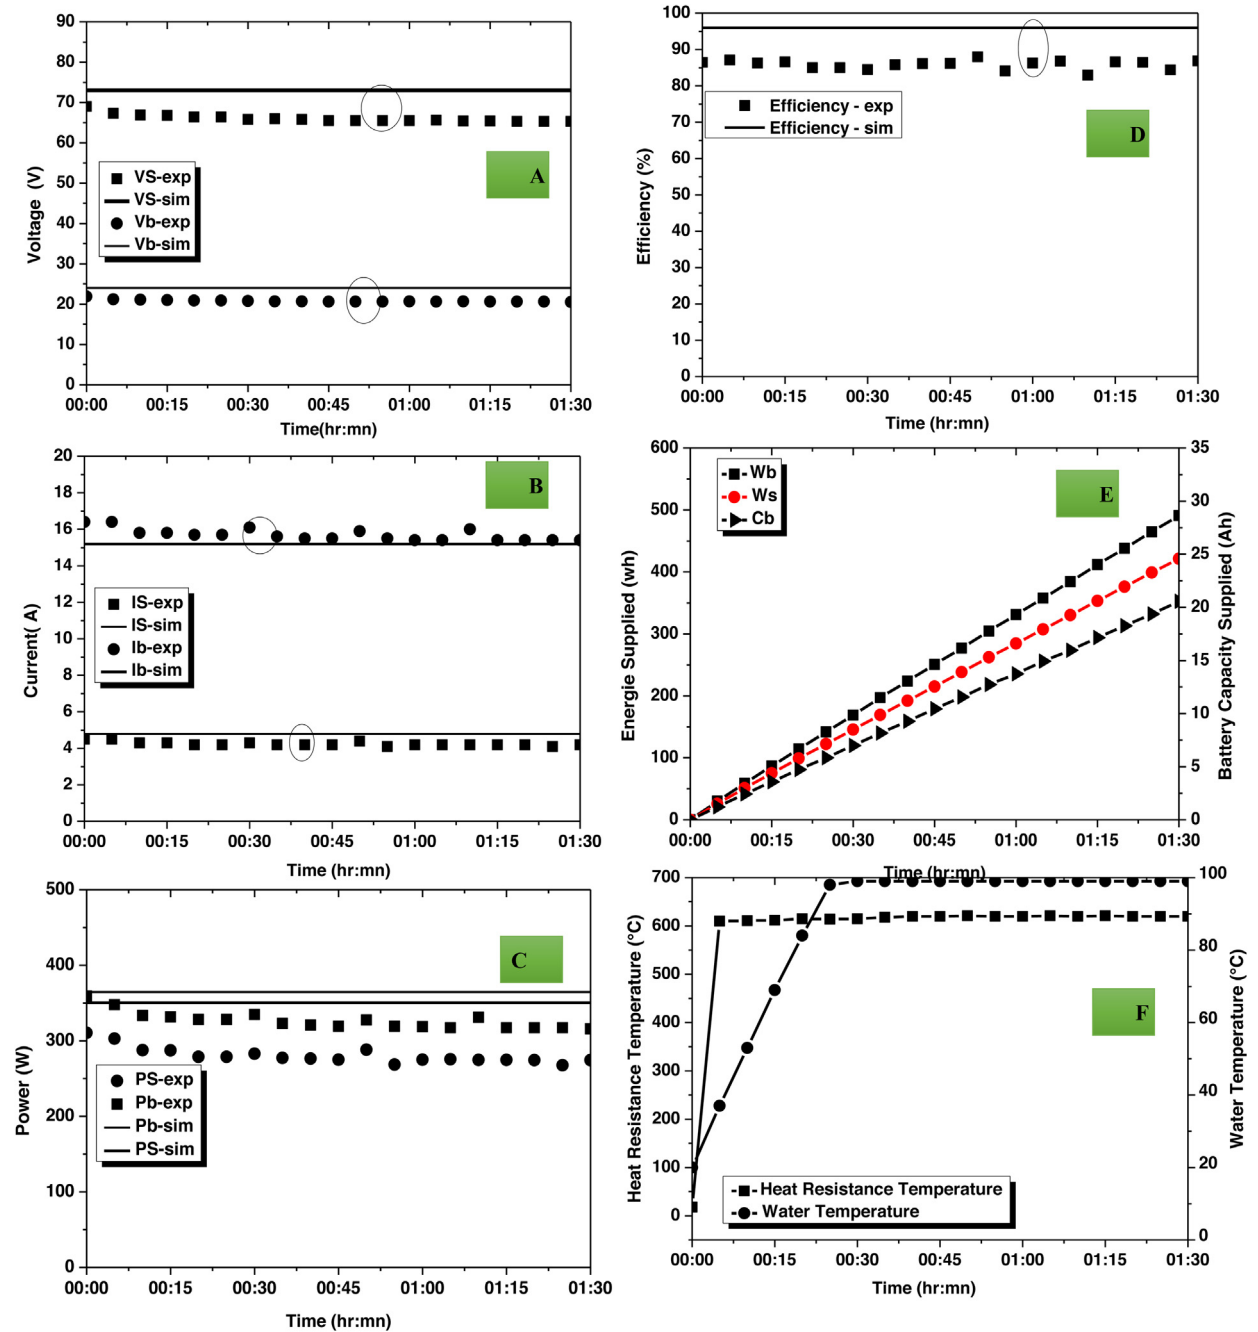 90
80
70
60
50
40
30
20
10
0
Voltage (V)
VS-exp
VS-sim
Vb-exp
Vb-sim
A
00:00 00:15 00:30 00:45 01:00 01:15 01:30
Time(hr:mn)
100
90
80
70
60
50
40
30
20
10
0
Efficiency (%)
Efficiency - exp
Efficiency - sim
D
00:00 00:15 00:30 00:45 01:00 01:15 01:30
Time (hr:mn)
20
18
16
14
12
10
8
6
4
2
0
Current( A)
B
IS-exp
IS-sim
Ib-exp
Ib-sim
00:00 00:15 00:30 00:45 01:00 01:15 01:30
Time (hr:mn)
600
500
400
300
200
100
0
Energie Supplied (wh)
Wb
Ws
Cb
E
35
30
25
20
15
10
5
0
Battery Capacity Supplied (Ah)
00:00 00:15 00:30 00:45 01:00 01:15 01:30
Time (hr:mn)
500
400
300
200
100
0
Power (W)
C
PS-exp
Pb-exp
Pb-sim
PS-sim
00:00 00:15 00:30 00:45 01:00 01:15 01:30
Time (hr:mn)
700
600
500
400
300
200
100
0
Heat Resistance Temperature (°C)
F
Heat Resistance Temperature
Water Temperature
100
80
60
40
20
0
Water Temperature (°C)
00:00 00:15 00:30 00:45 01:00 01:15 01:30
Time (hr:mn)